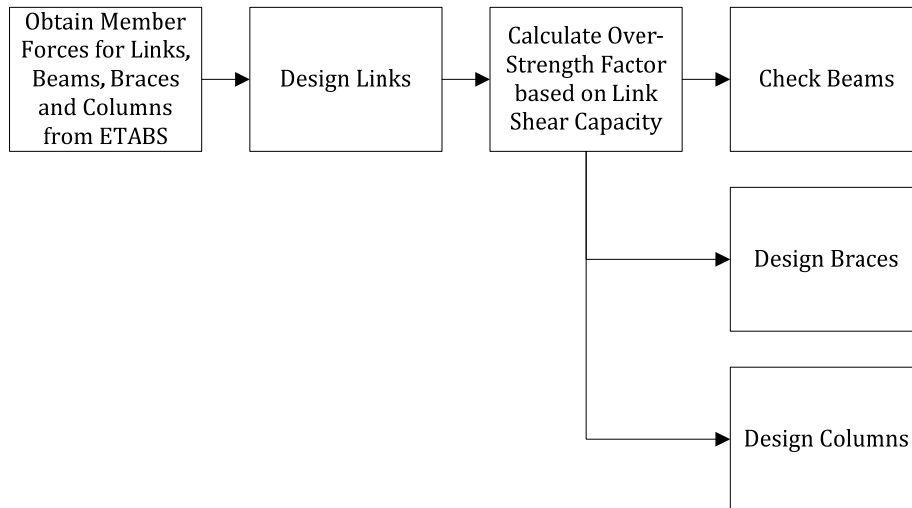 Obtain Member
Forces for Links,
Beams, Braces
and Columns
from ETABS
Design Links
Calculate Over-
Strength Factor
based on Link
Shear Capacity
Check Beams
Design Braces
Design Columns